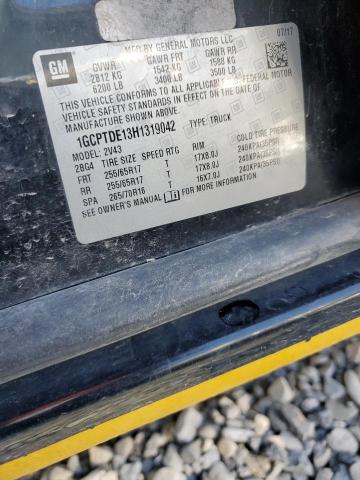 GM
MFD BY GENERAL MOTORS LLC 07/17
GVWR GAWR FRT GAWR RR
2812 KG 1542 KG 1588 KG
6200 LB 3400 LB 3500 LB
THIS VEHICLE CONFORMS TO ALL APPLICABLE U.S. FEDERAL MOTOR
VEHICLE SAFETY STANDARDS IN EFFECT ON THE DATE OF
MANUFACTURE SHOWN ABOVE.
1GCPTDE13H1319042 TYPE: TRUCK
MODEL: 2V43
2BG4 TIRE SIZE SPEED RTG RIM COLD TIRE PRESSURE
FRT 255/65R17 T 17X8.0J 240KPA(35PSI)
RR 255/65R17 T 17X8.0J 240KPA(35PSI)
SPA 265/70R16 T 16X7.0J 240KPA(35PSI)
SEE OWNER'S MANUAL FOR ADDITIONAL INFORMATION.